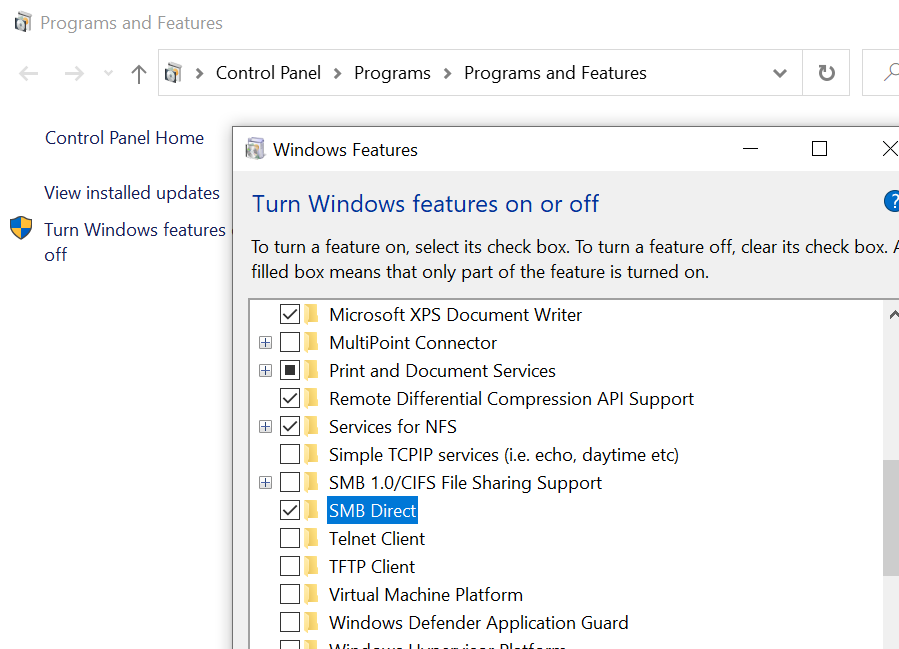 Programs and Features
Control Panel > Programs > Programs and Features
Control Panel Home
View installed updates
Turn Windows features
off
Windows Features
Turn Windows features on or off
?
To turn a feature on, select its check box. To turn a feature off, clear its check box. A
filled box means that only part of the feature is turned on.
Microsoft XPS Document Writer
MultiPoint Connector
Print and Document Services
Remote Differential Compression API Support
Services for NFS
Simple TCPIP services (i.e. echo, daytime etc)
SMB 1.0/CIFS File Sharing Support
SMB Direct
Telnet Client
TFTP Client
Virtual Machine Platform
Windows Defender Application Guard
Windows Hypervisor Platform